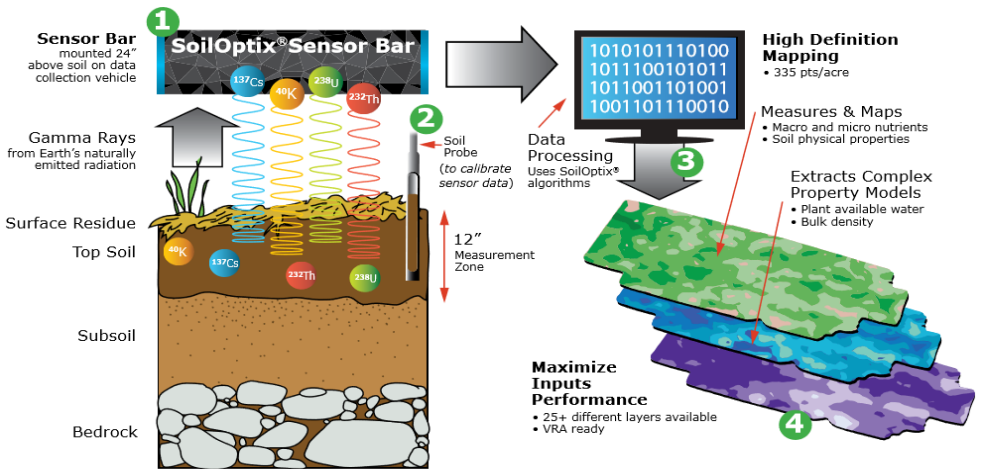 1
SoilOptix®Sensor Bar
Sensor Bar
mounted 24”
above soil on data
collection vehicle
137Cs
40K
238U
232Th
Gamma Rays
from Earth’s naturally
emitted radiation
2
Soil
Probe
(to calibrate
sensor data)
Surface Residue
Top Soil
40K
137Cs
232Th
238U
12”
Measurement
Zone
Subsoil
Bedrock
1010101110100
1011100101011
1011001101001
1001101110010
Data
Processing
Uses SoilOptix®
algorithms
3
High Definition
Mapping
• 335 pts/acre
Measures & Maps
• Macro and micro nutrients
• Soil physical properties
Extracts Complex
Property Models
• Plant available water
• Bulk density
Maximize
Inputs
Performance
• 25+ different layers available
• VRA ready
4